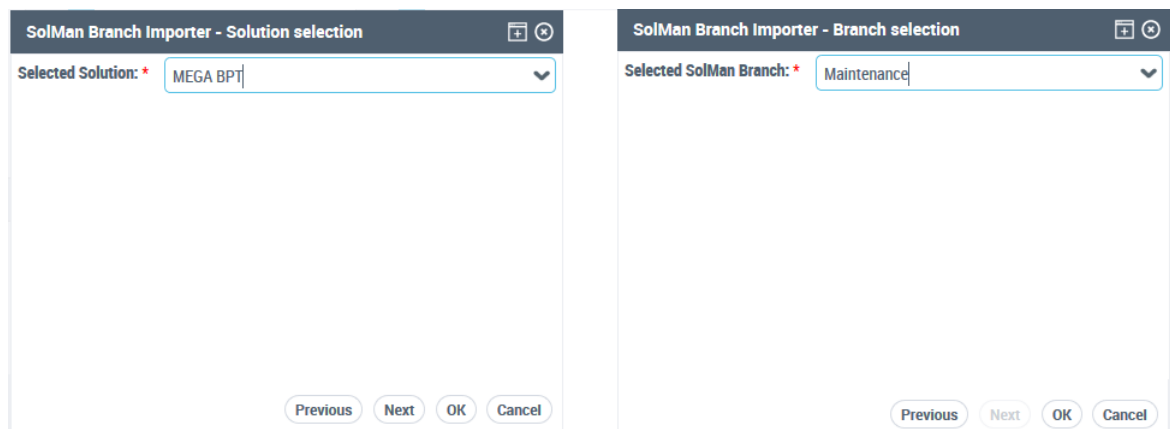 SolMan Branch Importer - Solution selection
Selected Solution: * MEGA BPT
Previous Next OK Cancel
SolMan Branch Importer - Branch selection
Selected SolMan Branch: * Maintenance
Previous Next OK Cancel